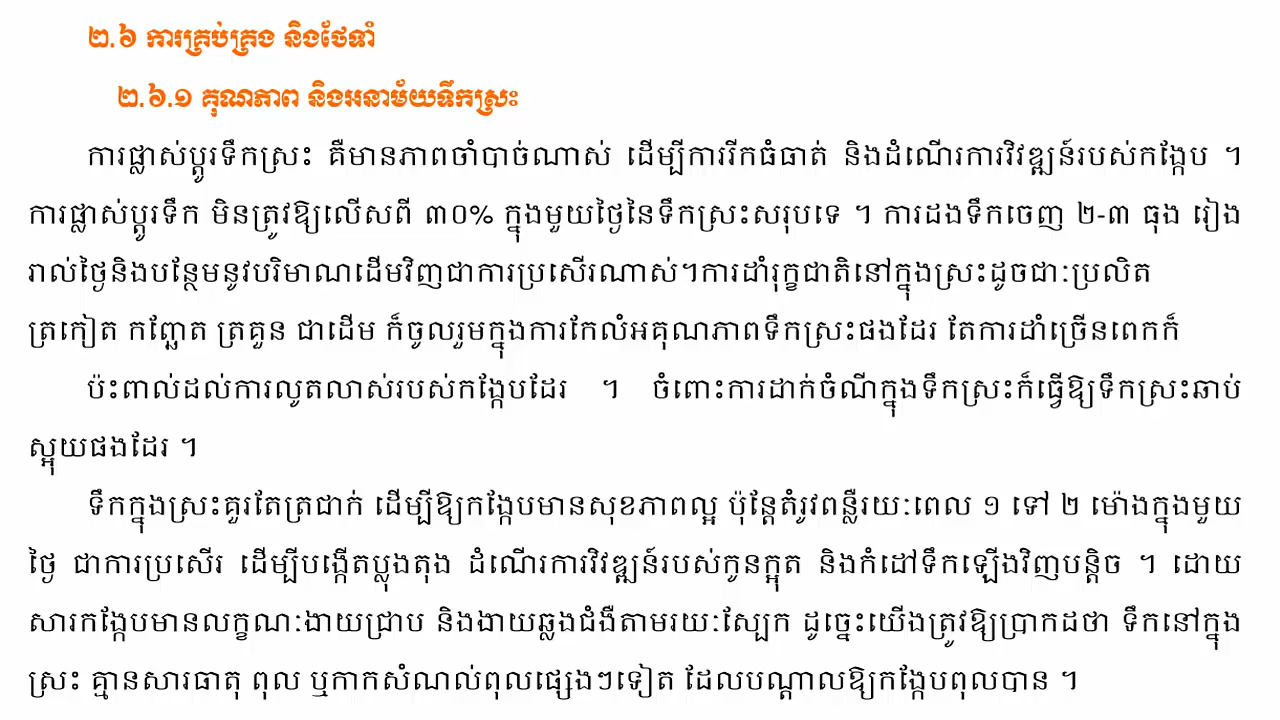 ២.៦ ការគ្រប់គ្រង និងថែទាំ
២.៦.១ គុណភាព និងអនាម័យទឹកស្រះ
ការផ្លាស់ប្តូរទឹកស្រះ គឺមានភាពចាំបាច់ណាស់ ដើម្បីការរីកធំធាត់ និងដំណើរការវិវឌ្ឍន៍របស់កង្កែប ។
ការផ្លាស់ប្តូរទឹក មិនត្រូវឱ្យលើសពី ៣០% ក្នុងមួយថ្ងៃនៃទឹកស្រះសរុបទេ ។ ការដងទឹកចេញ ២-៣ ធុង រៀង
រាល់ថ្ងៃនិងបន្ថែមនូវបរិមាណដើមវិញជាការប្រសើរណាស់។ការដាំរុក្ខជាតិនៅក្នុងស្រះដូចជាៈប្រលិត
ត្រកៀត កញ្ឆែត ត្រគួន ជាដើម ក៏ចូលរួមក្នុងការកែលំអគុណភាពទឹកស្រះផងដែរ តែការដាំច្រើនពេកក៏
ប៉ះពាល់ដល់ការលូតលាស់របស់កង្កែបដែរ ។ ចំពោះការដាក់ចំណីក្នុងទឹកស្រះក៏ធ្វើឱ្យទឹកស្រះឆាប់
ស្អុយផងដែរ ។
ទឹកក្នុងស្រះគួរតែត្រជាក់ ដើម្បីឱ្យកង្កែបមានសុខភាពល្អ ប៉ុន្តែតំរូវពន្លឺរយៈពេល ១ ទៅ ២ ម៉ោងក្នុងមួយ
ថ្ងៃ ជាការប្រសើរ ដើម្បីបង្កើតប្លុងតុង ដំណើរការវិវឌ្ឍន៍របស់កូនក្អុត និងកំដៅទឹកឡើងវិញបន្តិច ។ ដោយ
សារកង្កែបមានលក្ខណៈងាយជ្រាប និងងាយឆ្លងជំងឺតាមរយៈស្បែក ដូច្នេះយើងត្រូវឱ្យប្រាកដថា ទឹកនៅក្នុង
ស្រះ គ្មានសារធាតុ ពុល ឬកាកសំណល់ពុលផ្សេងៗទៀត ដែលបណ្តាលឱ្យកង្កែបពុលបាន ។